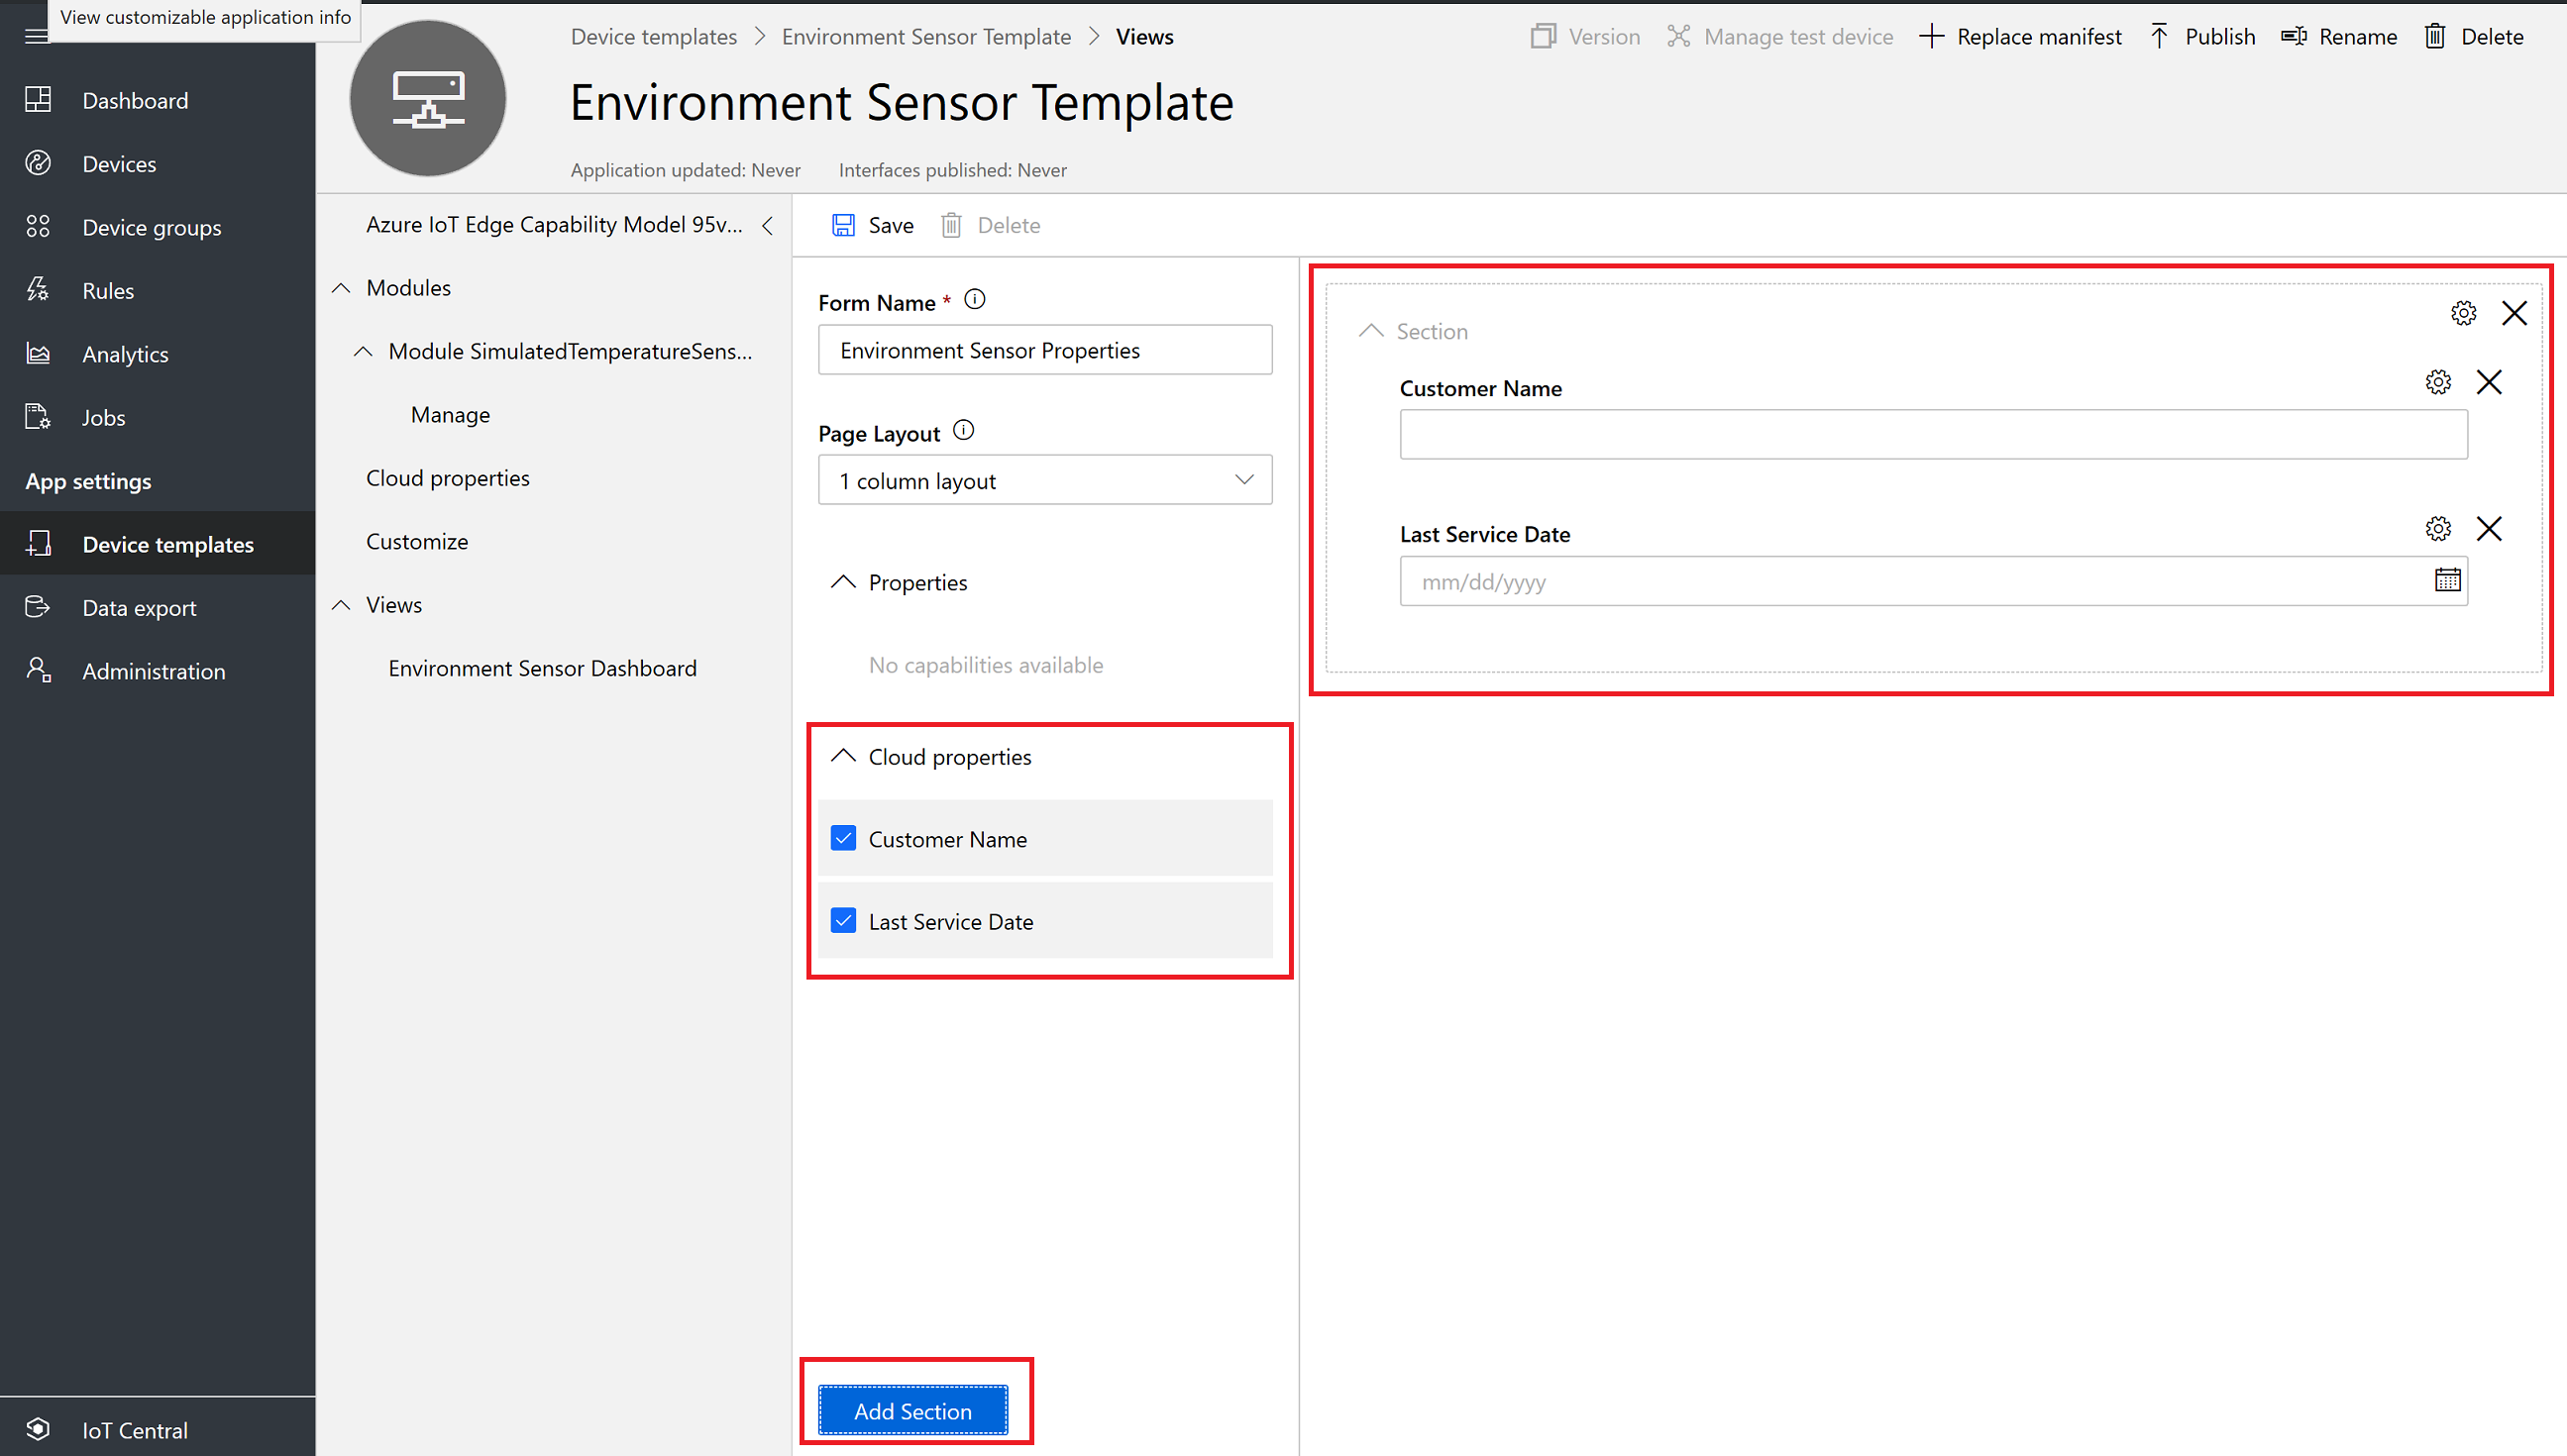 View customizable application info
Dashboard
Devices
Device groups
Rules
Analytics
Jobs
App settings
Device templates
Data export
Administration
IoT Central
Device templates > Environment Sensor Template > Views
Version
Manage test device
Replace manifest
Publish
Rename
Delete
Environment Sensor Template
Application updated: Never Interfaces published: Never
Azure IoT Edge Capability Model 95v...
Modules
Module SimulatedTemperatureSens...
Manage
Cloud properties
Customize
Views
Environment Sensor Dashboard
Save
Delete
Form Name *
Environment Sensor Properties
Page Layout
1 column layout
Properties
No capabilities available
Cloud properties
Customer Name
Last Service Date
Add Section
Section
Customer Name
Last Service Date
mm/dd/yyyy